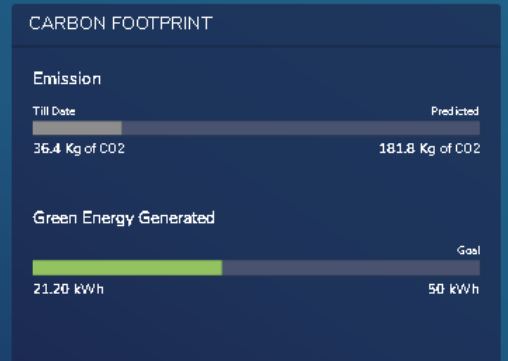 CARBON FOOTPRINT
Emission
Till Date Predicted
36.4 Kg of CO2 181.8 Kg of CO2
Green Energy Generated
Goal
21.20 kWh 50 kWh